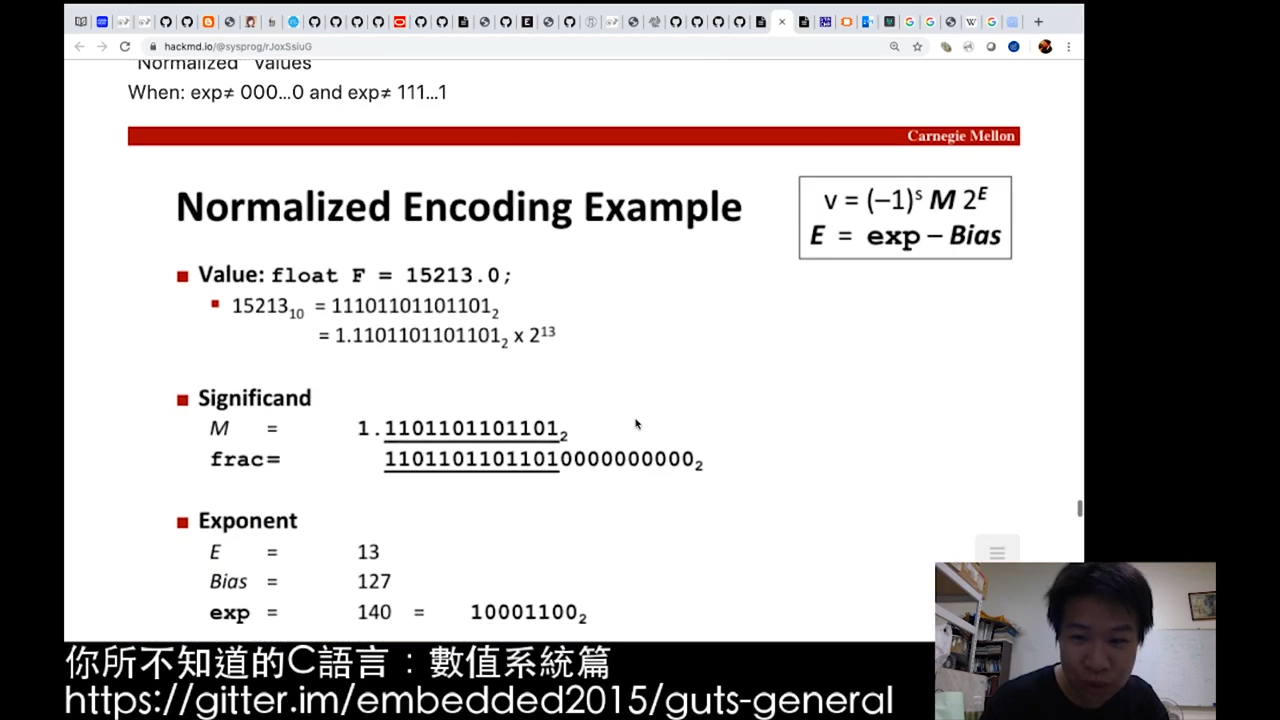 hackmd.io/@sysprog/rJoxSsiuG
"Normalized" Values
When: exp≠ 000…0 and exp≠ 111…1
Carnegie Mellon
Normalized Encoding Example
v = (–1)ˢ M 2ᴱ
E = exp – Bias
Value: float F = 15213.0;
15213₁₀ = 11101101101101₂
= 1.1101101101101₂ x 2¹³
Significand
M = 1.1101101101101₂
frac= 11011011011010000000000₂
Exponent
E = 13
Bias = 127
exp = 140 = 10001100₂
你所不知道的C語言：數值系統篇
https://gitter.im/embedded2015/guts-general